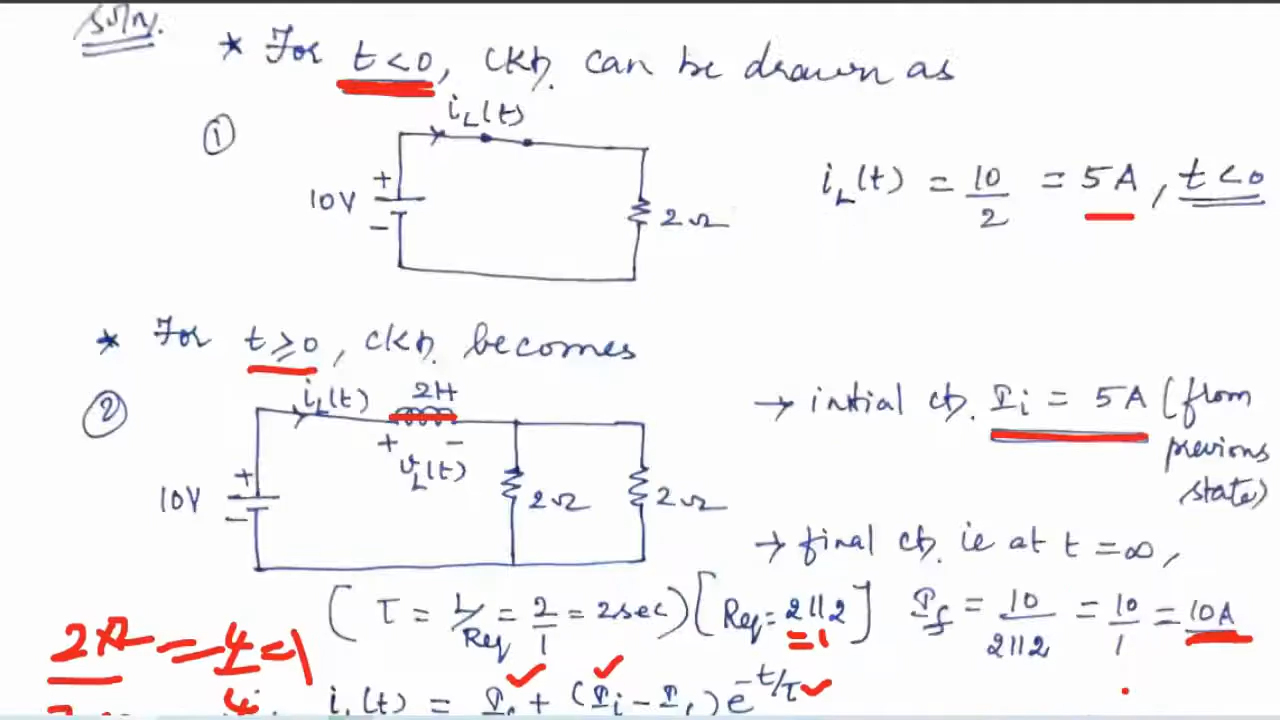 Soln.
* For t<0, ckt. can be drawn as
①
iL(t)
10V
+
-
2Ω
iL(t) = 10/2 = 5A, t<0
* For t≥0, ckt. becomes
②
iL(t)
2H
+ -
vL(t)
10V
+
-
2Ω
2Ω
→ initial ct. Ii = 5A (from previous state)
→ final ct. ie at t = ∞,
(τ = L/Req = 2/1 = 2sec) [Req = 2||2] If = 10/2||2 = 10/1 = 10A
=1
= 4/4 = 1
iL(t) = If + (Ii - If) e^-t/τ